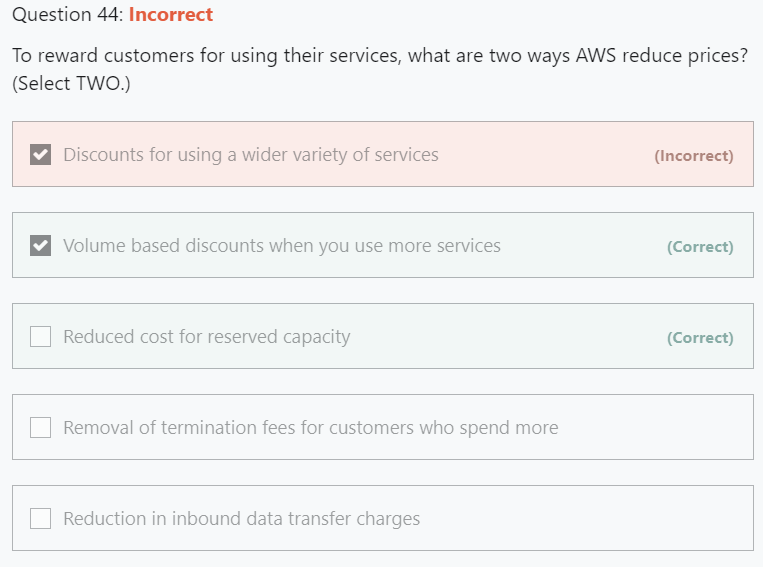 Question 44: Incorrect
To reward customers for using their services, what are two ways AWS reduce prices?
(Select TWO.)
Discounts for using a wider variety of services (Incorrect)
Volume based discounts when you use more services (Correct)
Reduced cost for reserved capacity (Correct)
Removal of termination fees for customers who spend more
Reduction in inbound data transfer charges